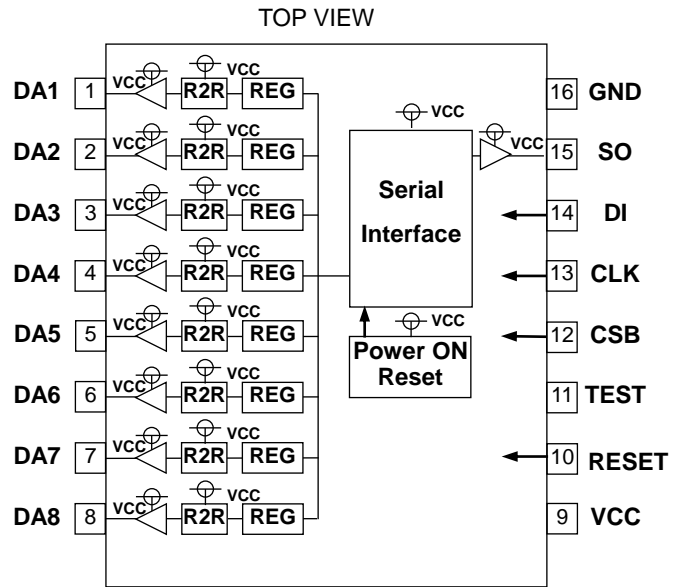 TOP VIEW
DA1 1 VCC R2R VCC REG 16 GND
VCC
DA2 2 VCC R2R VCC REG VCC 15 SO
Serial
DA3 3 VCC R2R VCC REG 14 DI
Interface
DA4 4 VCC R2R VCC REG 13 CLK
VCC
DA5 5 VCC R2R VCC REG 12 CSB
Power ON
Reset
DA6 6 VCC R2R VCC REG 11 TEST
DA7 7 VCC R2R VCC REG 10 RESET
DA8 8 VCC R2R VCC REG 9 VCC